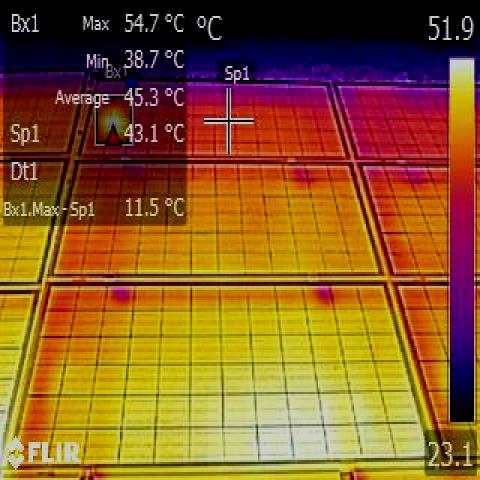 Bx1 Max 54.7 °C °C 51.9
Min 38.7 °C
Bx1
Sp1
Average 45.3 °C
Sp1 43.1 °C
Dt1
Bx1.Max-Sp1 11.5 °C
FLIR
23.1